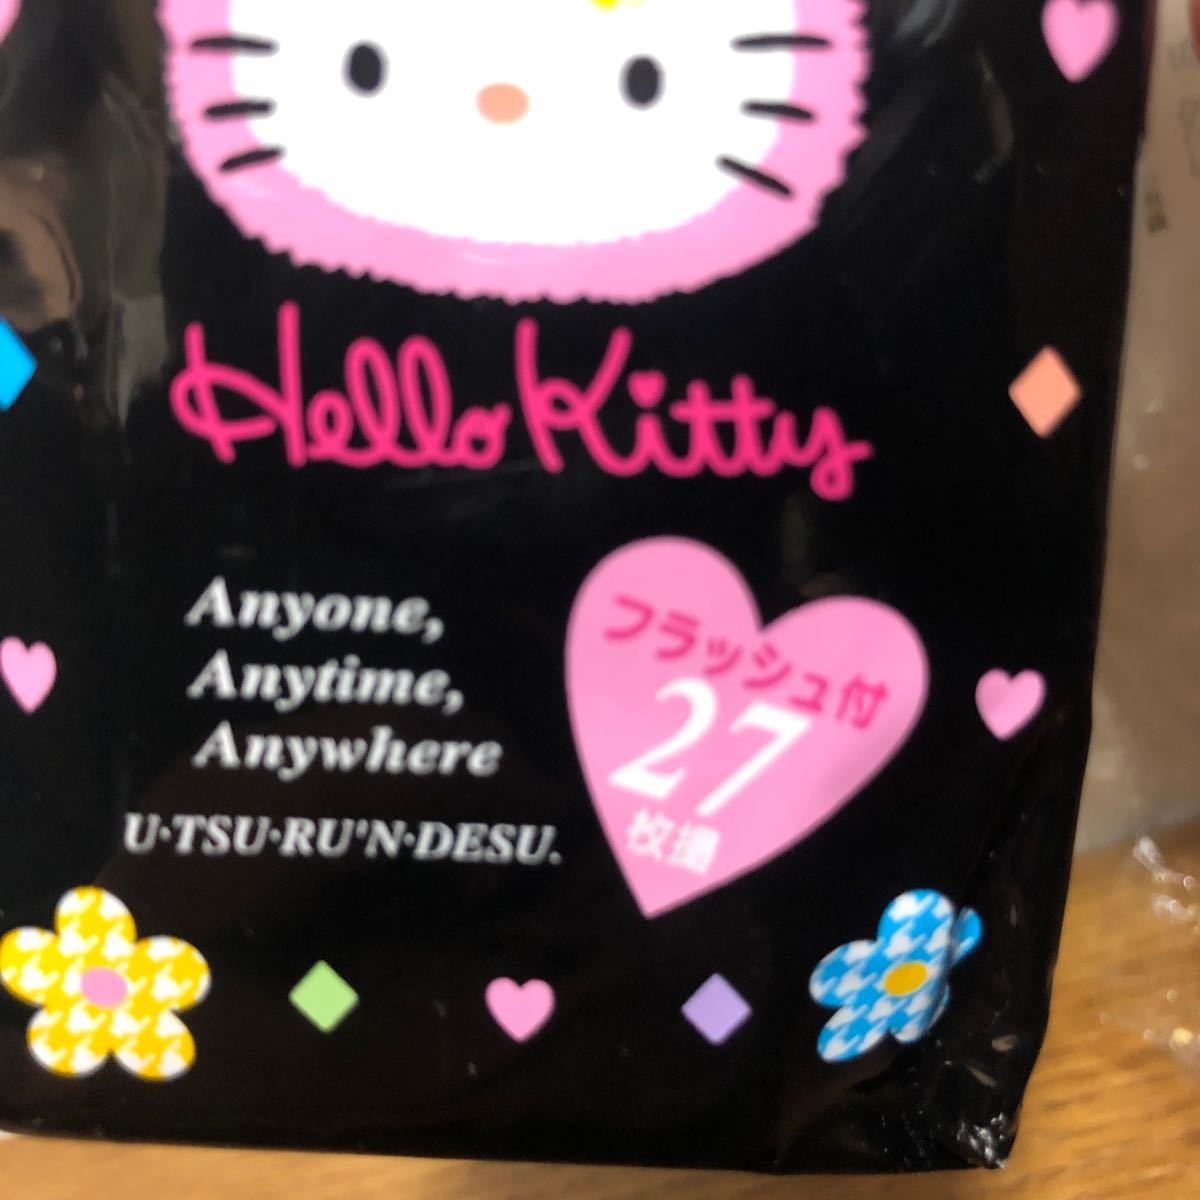 Hello Kitty
Anyone,
Anytime,
Anywhere
U·TSU·RU'N·DESU.
フラッシュ付
27
枚撮